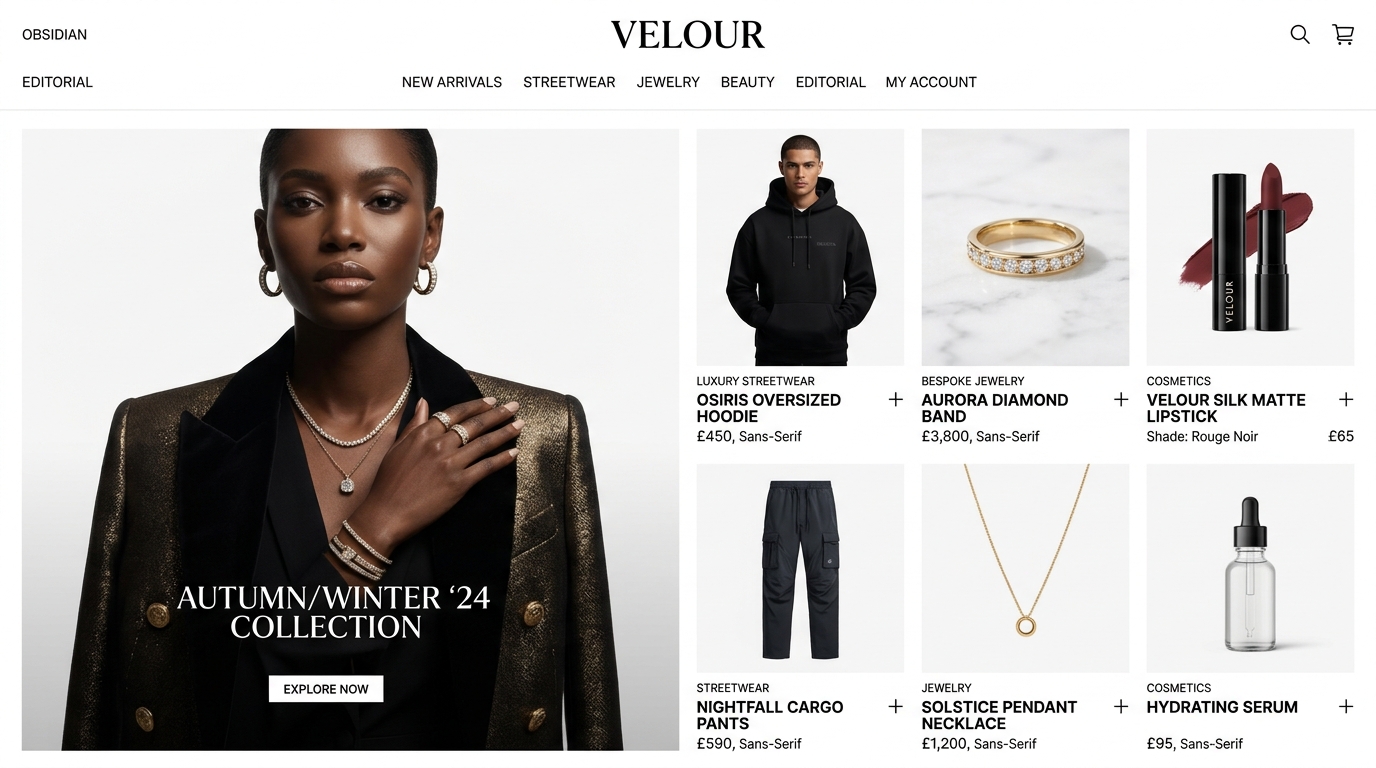 OBSIDIAN
VELOUR
EDITORIAL
NEW ARRIVALS STREETWEAR JEWELRY BEAUTY EDITORIAL MY ACCOUNT
AUTUMN/WINTER ‘24
COLLECTION
EXPLORE NOW
LUXURY STREETWEAR
OSIRIS OVERSIZED
HOODIE
£450, Sans-Serif
BESPOKE JEWELRY
AURORA DIAMOND
BAND
£3,800, Sans-Serif
VELOUR
COSMETICS
VELOUR SILK MATTE
LIPSTICK
Shade: Rouge Noir £65
STREETWEAR
NIGHTFALL CARGO
PANTS
£590, Sans-Serif
JEWELRY
SOLSTICE PENDANT
NECKLACE
£1,200, Sans-Serif
COSMETICS
HYDRATING SERUM
£95, Sans-Serif